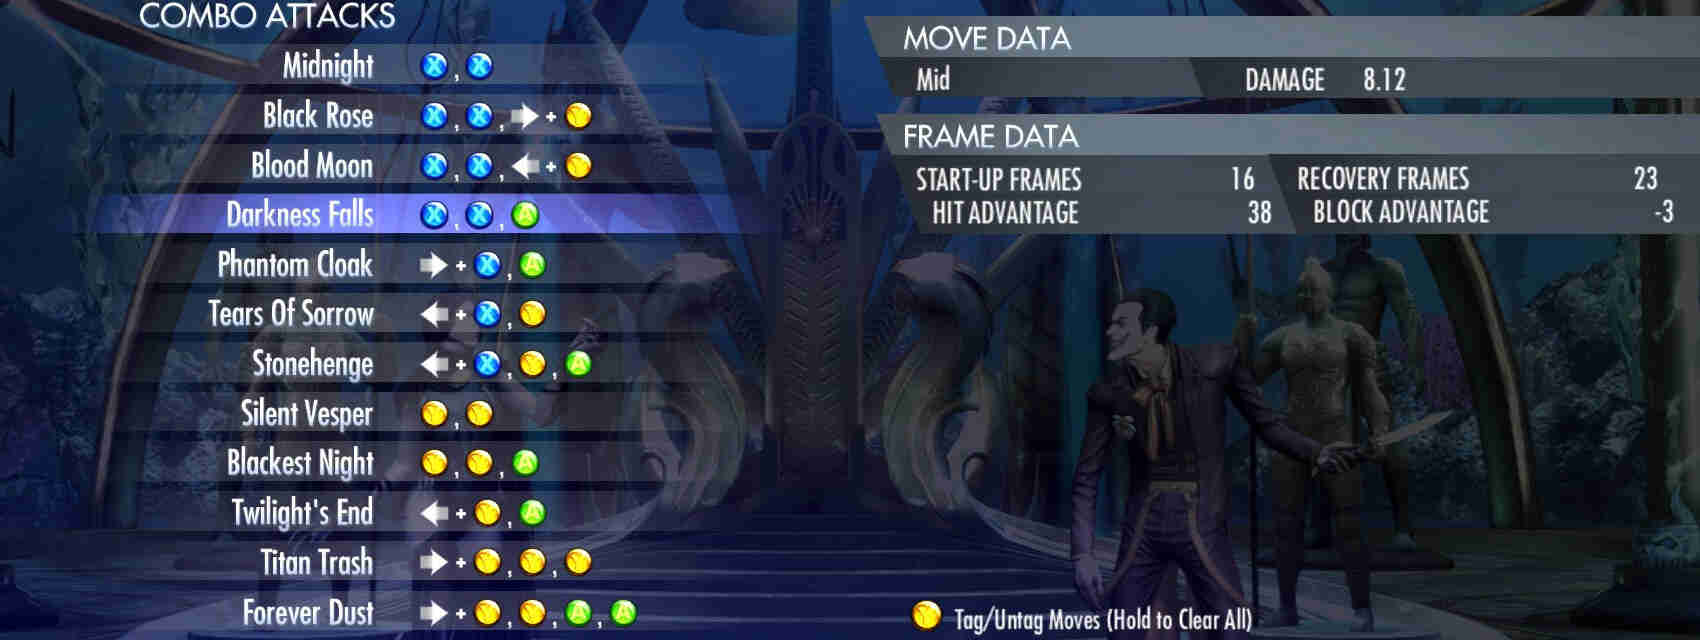 COMBO ATTACKS
Midnight X , X
Black Rose X , X , + Y
Blood Moon X , X , + Y
Darkness Falls X , X , A
Phantom Cloak + X , A
Tears Of Sorrow + X , Y
Stonehenge + X , Y , A
Silent Vesper Y , Y
Blackest Night Y , Y , A
Twilight's End + Y , A
Titan Trash + Y , Y , Y
Forever Dust + Y , Y , A , A
MOVE DATA
Mid DAMAGE 8.12
FRAME DATA
START-UP FRAMES 16 RECOVERY FRAMES 23
HIT ADVANTAGE 38 BLOCK ADVANTAGE -3
Y Tag/Untag Moves (Hold to Clear All)